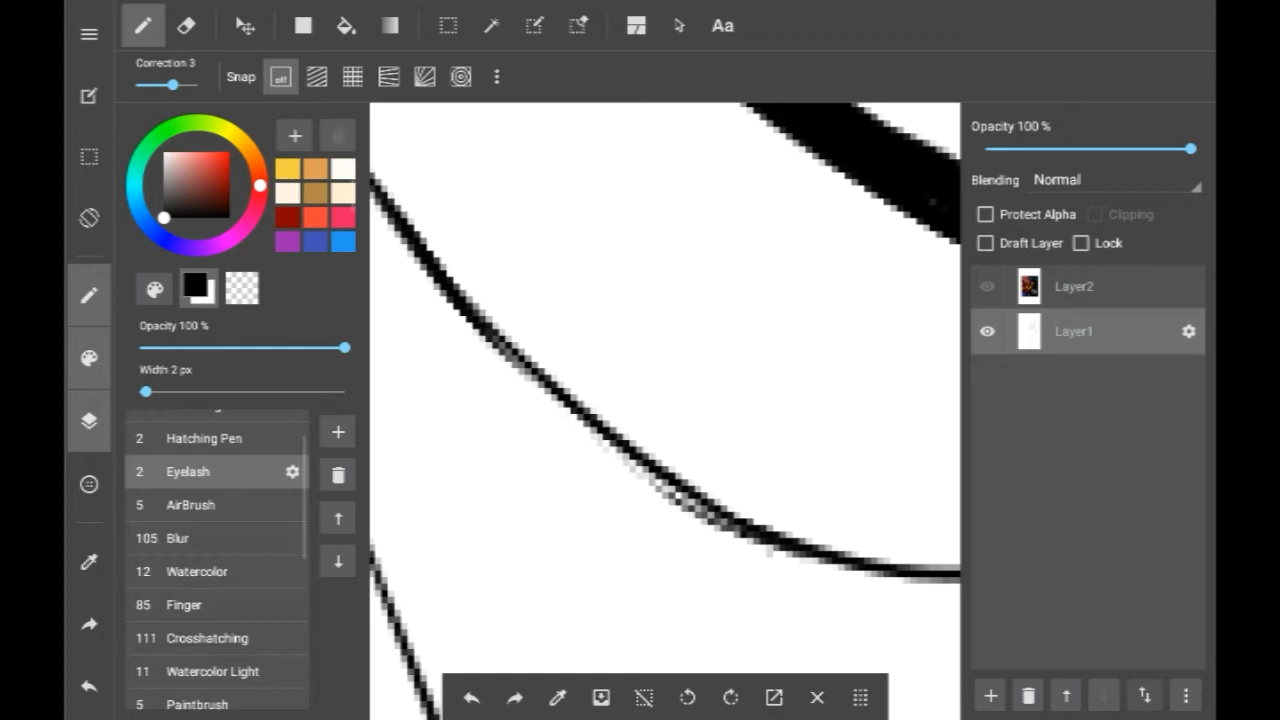 Aa
Correction 3
Snap
off
Opacity 100 %
Width 2 px
2 Hatching Pen
2 Eyelash
5 AirBrush
105 Blur
12 Watercolor
85 Finger
111 Crosshatching
11 Watercolor Light
5 Paintbrush
Opacity 100 %
Blending Normal
Protect Alpha Clipping
Draft Layer Lock
Layer2
Layer1